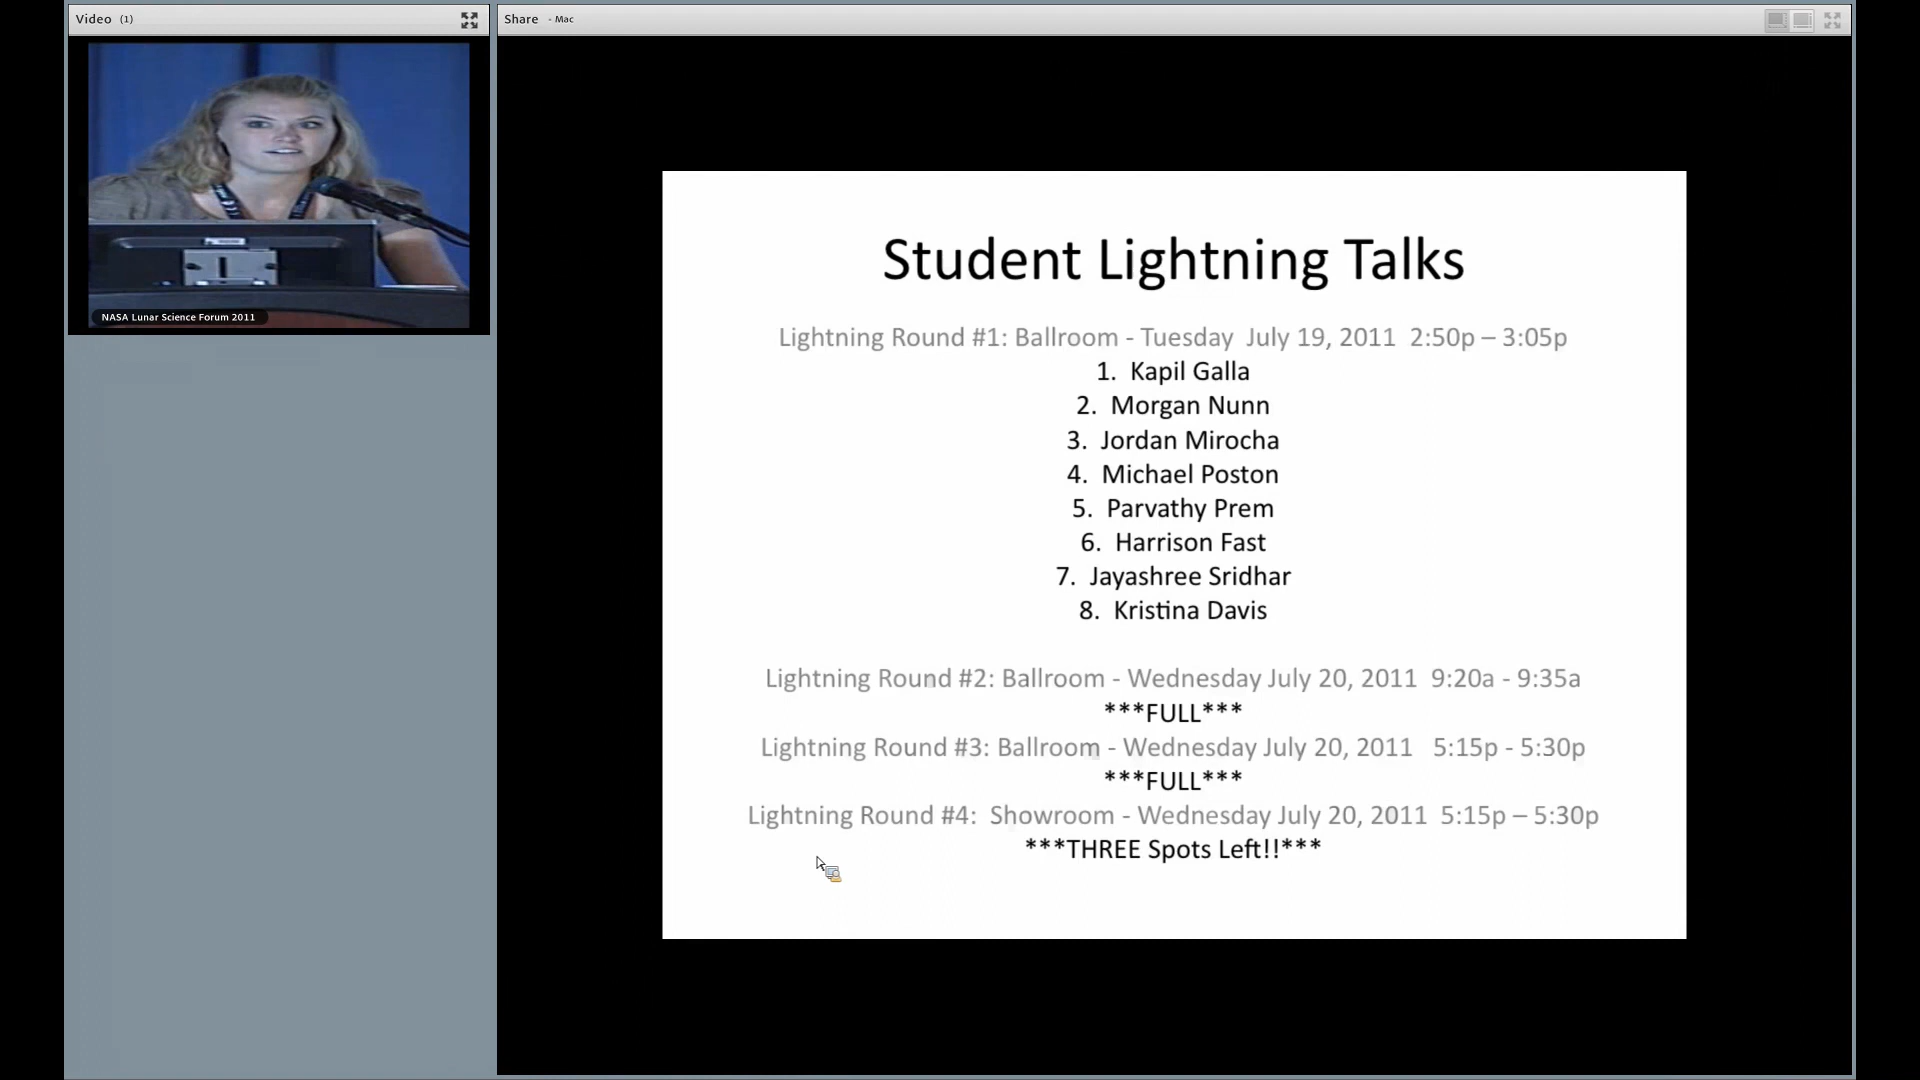 Video (1)
Share - Mac
NASA Lunar Science Forum 2011
Student Lightning Talks
Lightning Round #1: Ballroom - Tuesday July 19, 2011 2:50p – 3:05p
1. Kapil Galla
2. Morgan Nunn
3. Jordan Mirocha
4. Michael Poston
5. Parvathy Prem
6. Harrison Fast
7. Jayashree Sridhar
8. Kristina Davis
Lightning Round #2: Ballroom - Wednesday July 20, 2011 9:20a - 9:35a
***FULL***
Lightning Round #3: Ballroom - Wednesday July 20, 2011 5:15p - 5:30p
***FULL***
Lightning Round #4: Showroom - Wednesday July 20, 2011 5:15p – 5:30p
***THREE Spots Left!!***